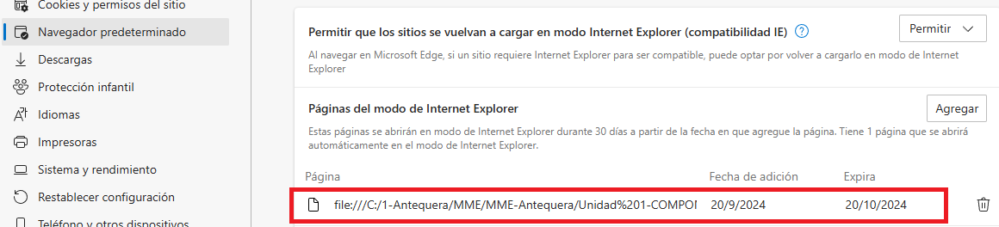 Cookies y permisos del sitio
Navegador predeterminado
Descargas
Protección infantil
Idiomas
Impresoras
Sistema y rendimiento
Restablecer configuración
Teléfono y otros dispositivos
Permitir que los sitios se vuelvan a cargar en modo Internet Explorer (compatibilidad IE)
Permitir
Al navegar en Microsoft Edge, si un sitio requiere Internet Explorer para ser compatible, puede optar por volver a cargarlo en modo de Internet
Explorer
Páginas del modo de Internet Explorer
Agregar
Estas páginas se abrirán en modo de Internet Explorer durante 30 días a partir de la fecha en que agregue la página. Tiene 1 página que se abrirá
automáticamente en el modo de Internet Explorer.
Página Fecha de adición Expira
file:///C:/1-Antequera/MME/MME-Antequera/Unidad%201-COMPO 20/9/2024 20/10/2024